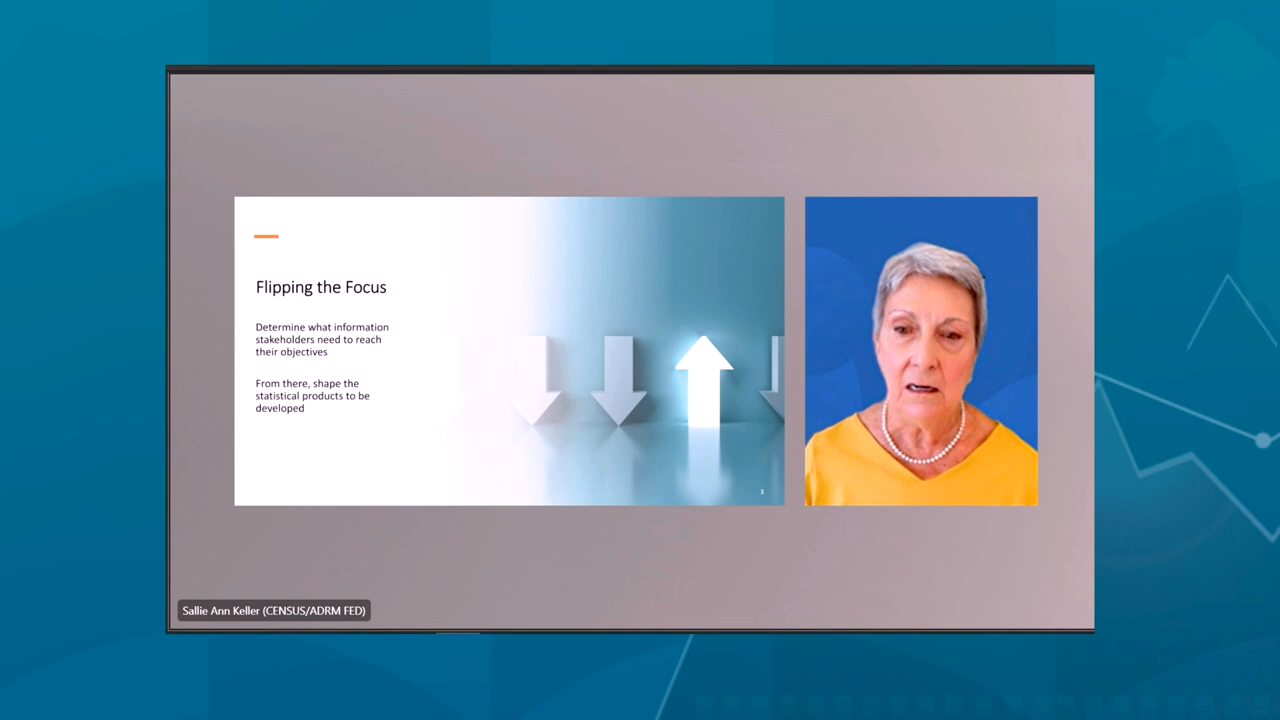 Flipping the Focus
Determine what information
stakeholders need to reach
their objectives
From there, shape the
statistical products to be
developed
3
Sallie Ann Keller (CENSUS/ADRM FED)